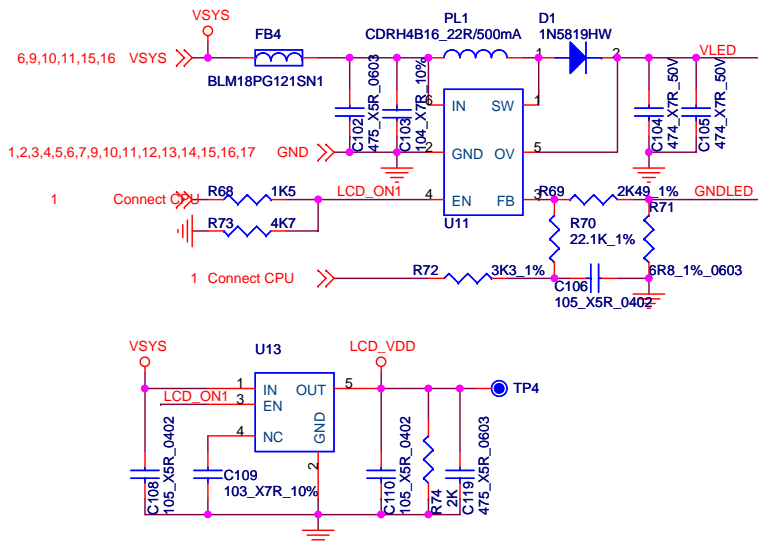 VSYS
6,9,10,11,15,16 VSYS
FB4
BLM18PG121SN1
PL1
CDRH4B16_22R/500mA
D1
1N5819HW
1
2
VLED
C102
475_X5R_0603
C103
104_X7R_10%
C104
474_X7R_50V
C105
474_X7R_50V
6
IN
SW
1
1,2,3,4,5,6,7,9,10,11,12,13,14,15,16,17 GND
2
GND
OV
5
1 Connect CPU
R68
1K5
LCD_ON1
4
EN
FB
3
U11
R69
2K49_1%
GNDLED
R73
4K7
R70
22.1K_1%
R71
6R8_1%_0603
1 Connect CPU
R72
3K3_1%
C106
105_X5R_0402
VSYS
U13
LCD_VDD
1
IN
OUT
5
TP4
LCD_ON1
3
EN
4
NC
GND
2
C108
105_X5R_0402
C109
103_X7R_10%
C110
105_X5R_0402
R74
2K
C119
475_X5R_0603